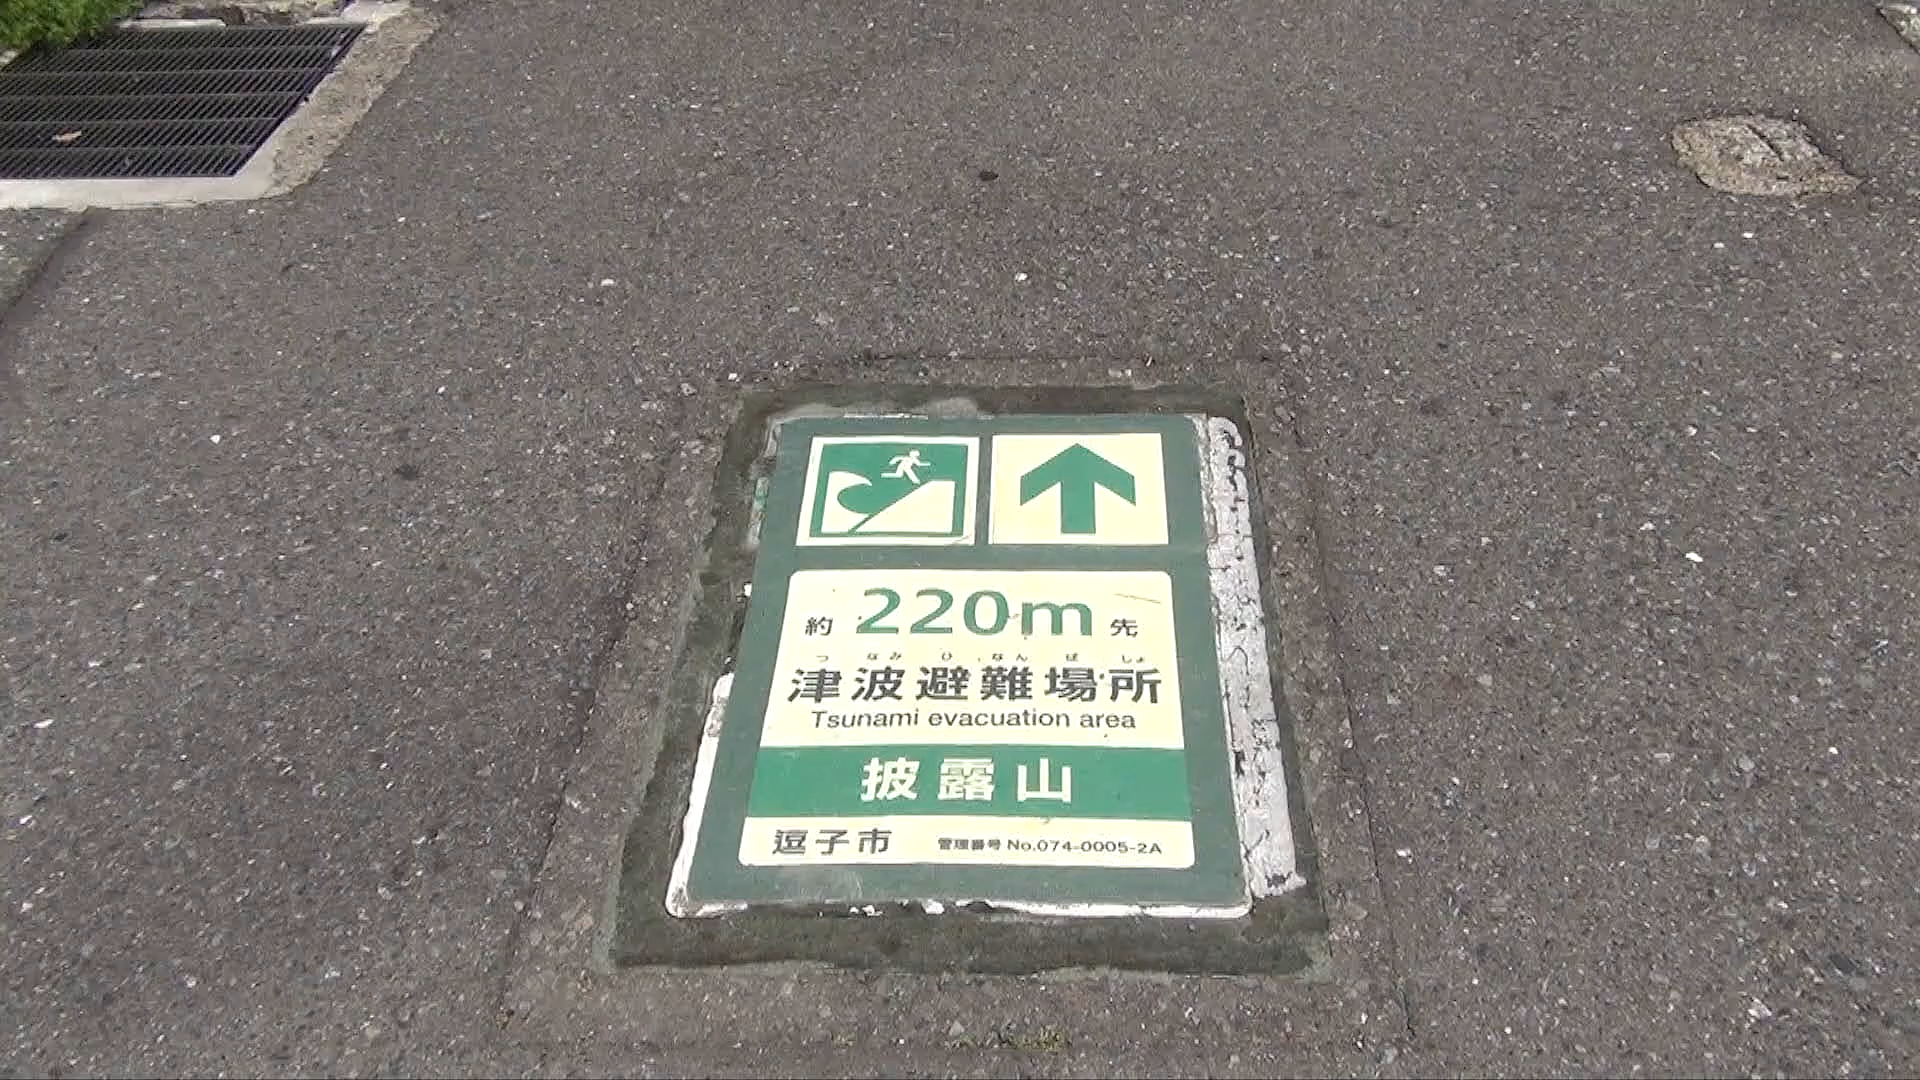 約 220m 先
つ なみ ひ なん ば しょ
津波避難場所
Tsunami evacuation area
披露山
逗子市 管理番号 No.074-0005-2A